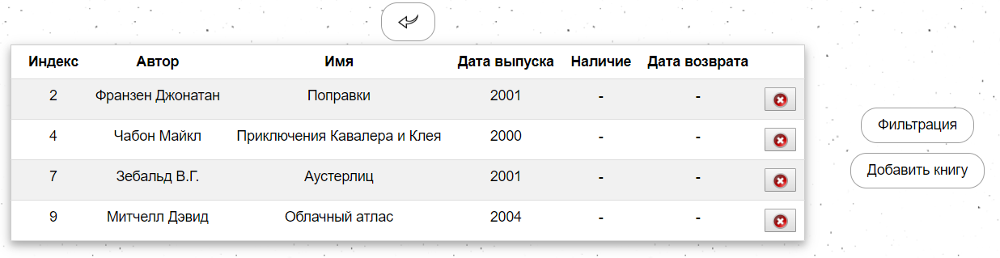 Индекс Автор Имя Дата выпуска Наличие Дата возврата
2 Франзен Джонатан Поправки 2001 - -
4 Чабон Майкл Приключения Кавалера и Клея 2000 - -
Фильтрация
7 Зебальд В.Г. Аустерлиц 2001 - -
Добавить книгу
9 Митчелл Дэвид Облачный атлас 2004 - -